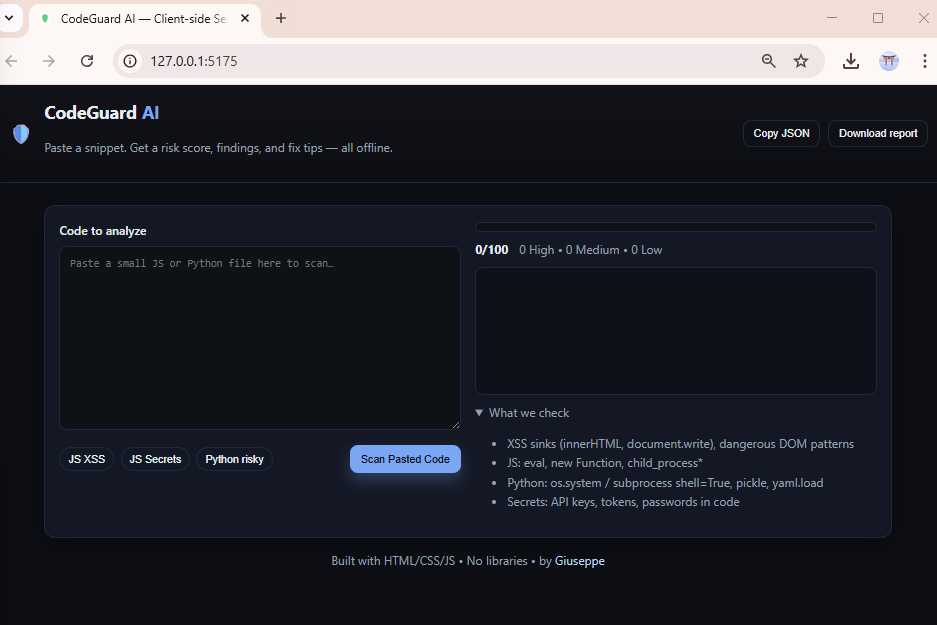 CodeGuard AI — Client-side Se
127.0.0.1:5175
CodeGuard AI
Paste a snippet. Get a risk score, findings, and fix tips — all offline.
Copy JSON
Download report
Code to analyze
Paste a small JS or Python file here to scan…
JS XSS
JS Secrets
Python risky
Scan Pasted Code
0/100 0 High • 0 Medium • 0 Low
▼ What we check
• XSS sinks (innerHTML, document.write), dangerous DOM patterns
• JS: eval, new Function, child_process*
• Python: os.system / subprocess shell=True, pickle, yaml.load
• Secrets: API keys, tokens, passwords in code
Built with HTML/CSS/JS • No libraries • by Giuseppe